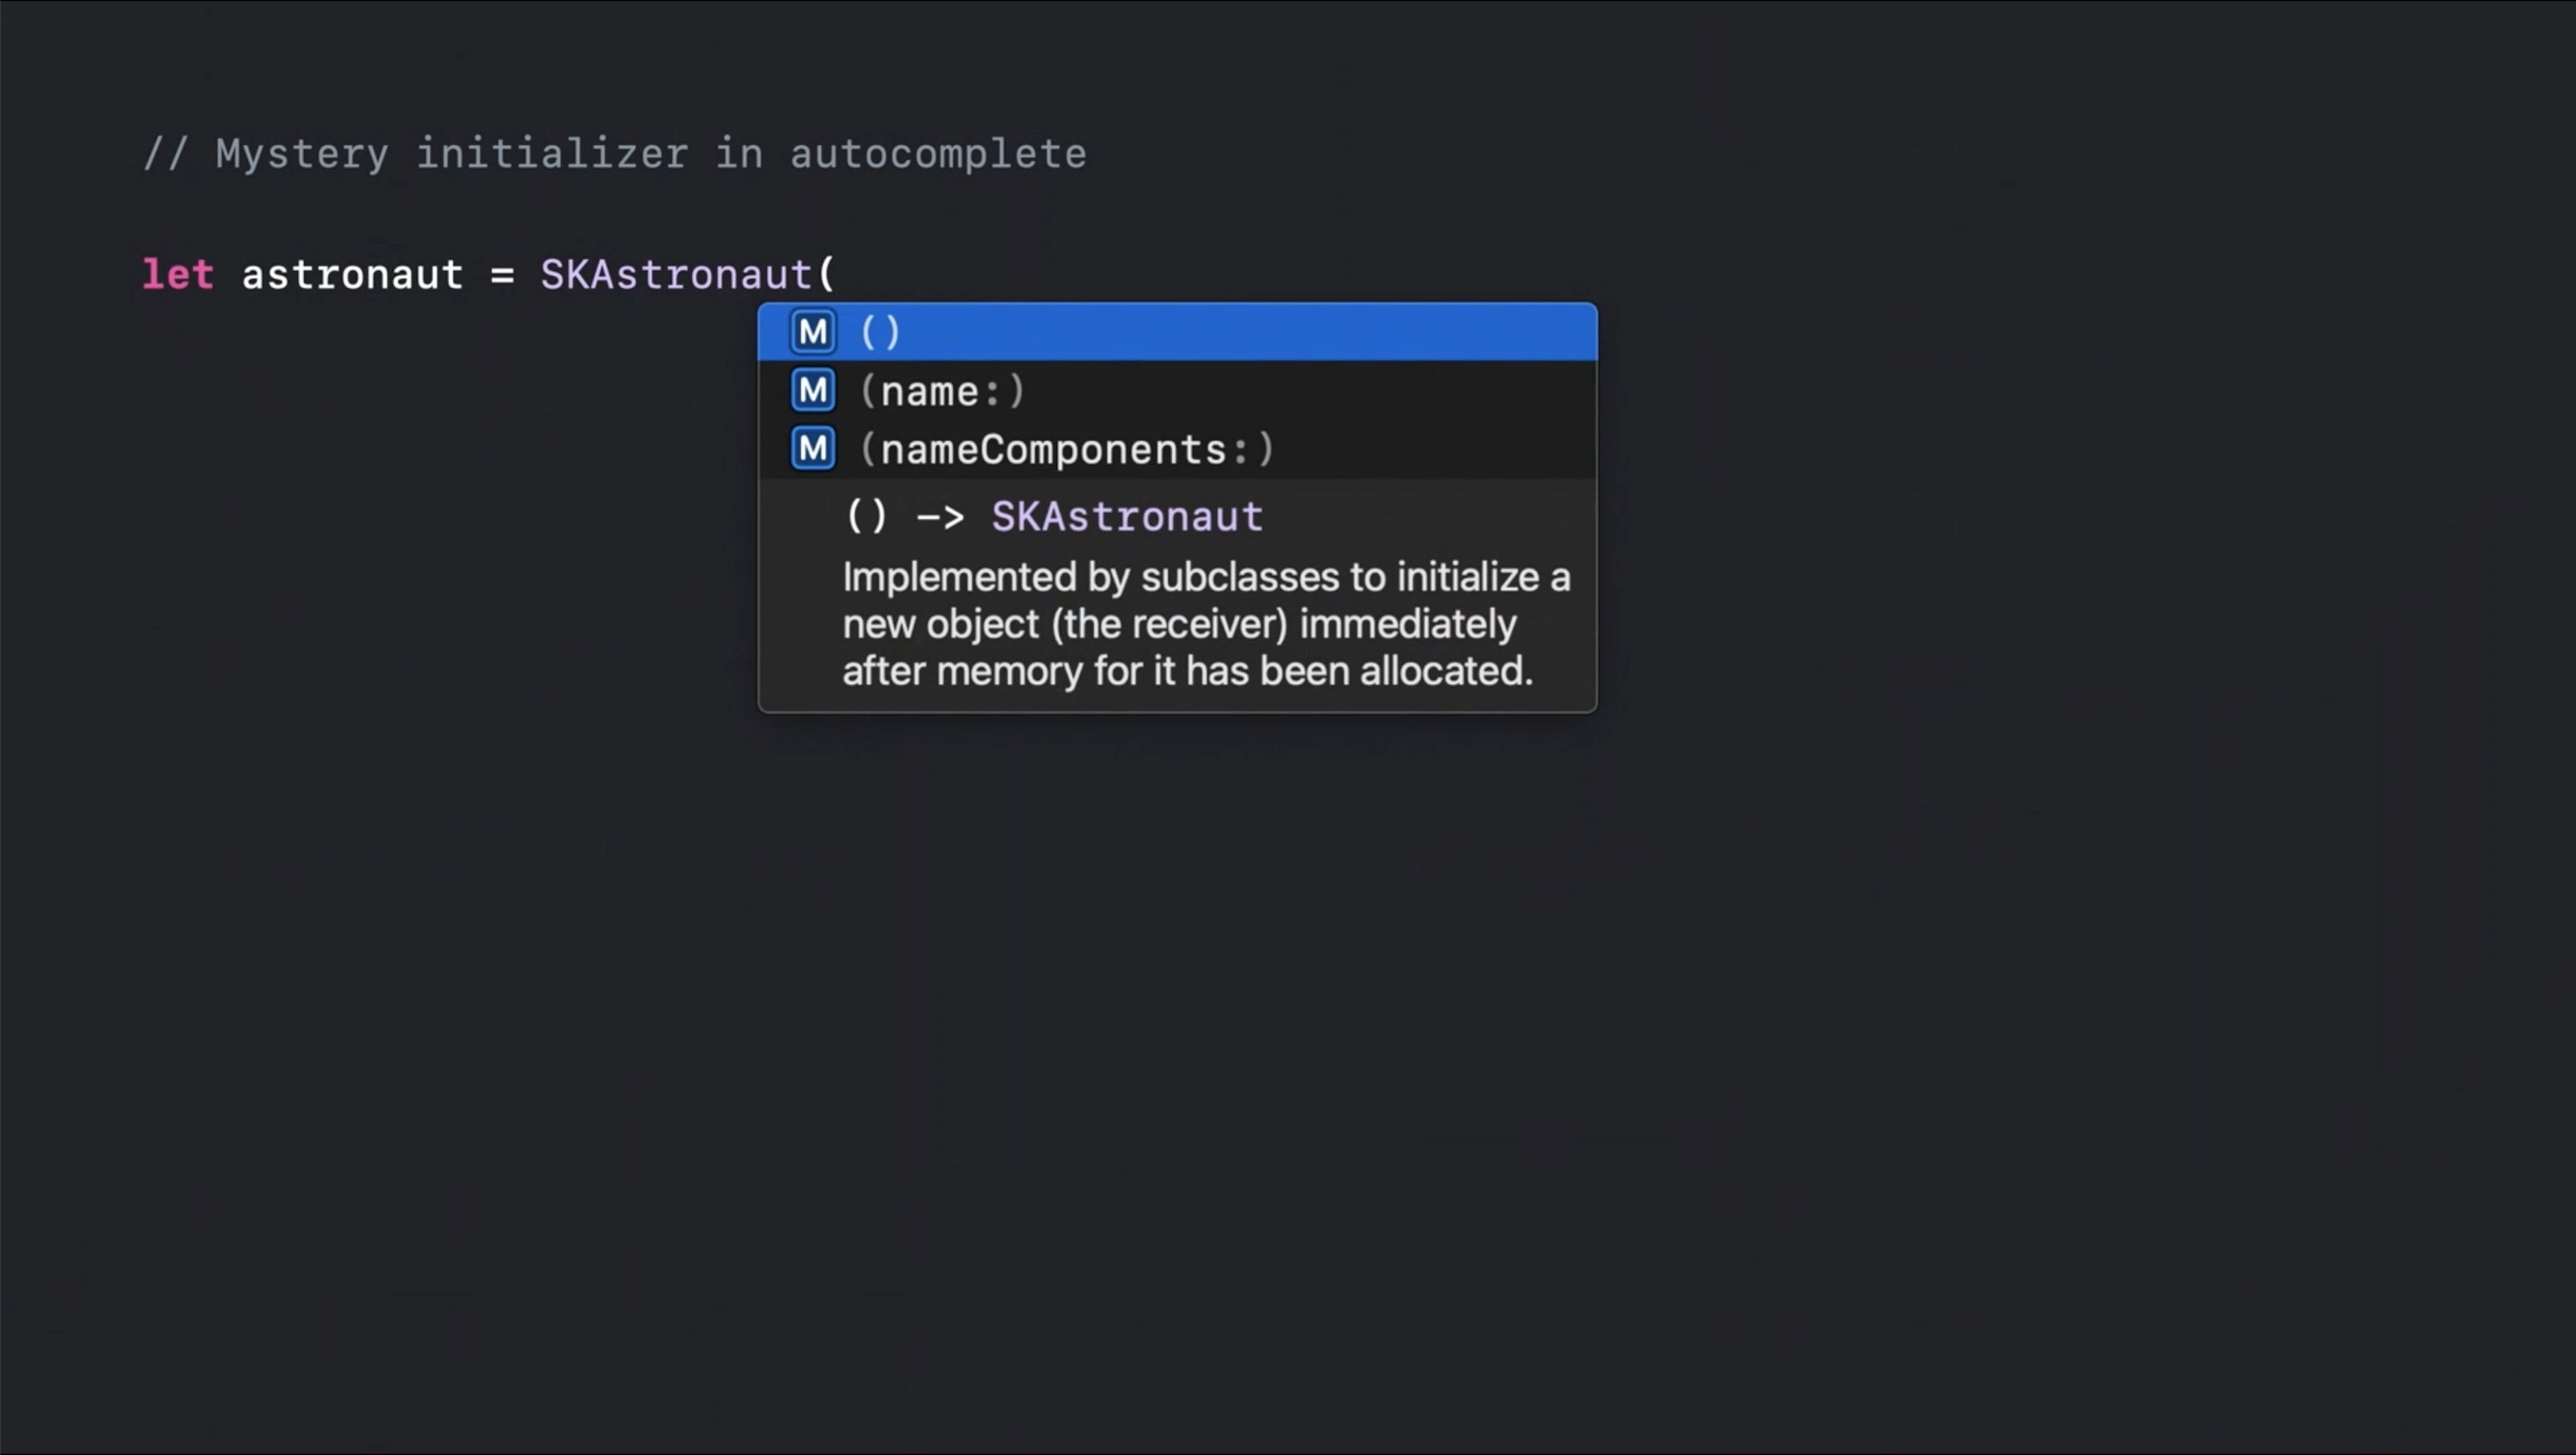 // Mystery initializer in autocomplete
let astronaut = SKAstronaut(
M ()
M (name:)
M (nameComponents:)
() -> SKAstronaut
Implemented by subclasses to initialize a
new object (the receiver) immediately
after memory for it has been allocated.